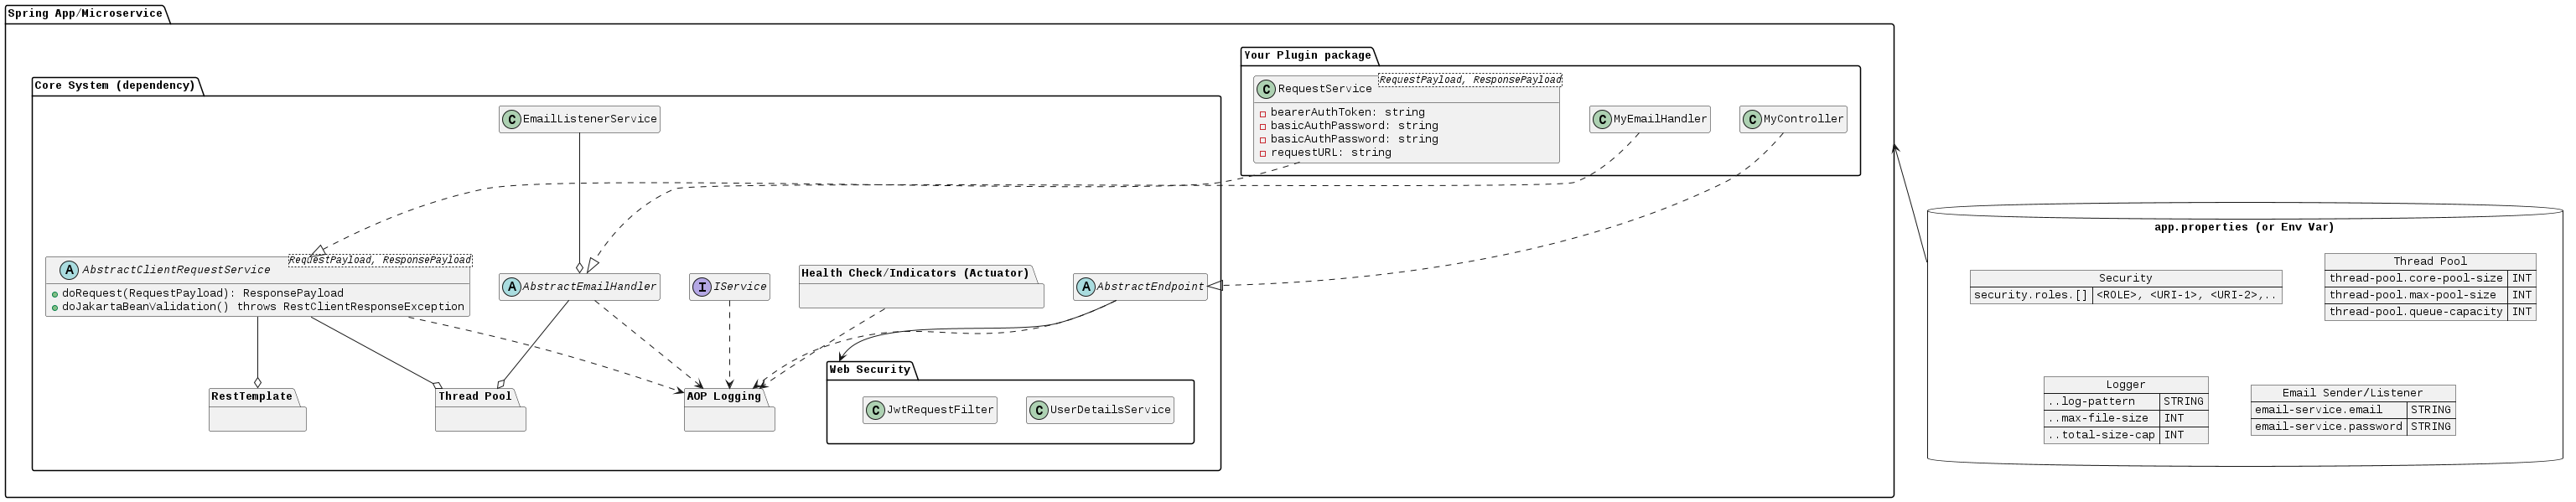 Spring App/Microservice
Your Plugin package
RequestPayload, ResponsePayload
C RequestService
bearerAuthToken: string
basicAuthPassword: string
basicAuthPassword: string
requestURL: string
C MyEmailHandler
C MyController
Core System (dependency)
C EmailListenerService
RequestPayload, ResponsePayload
A AbstractClientRequestService
doRequest(RequestPayload): ResponsePayload
doJakartaBeanValidation() throws RestClientResponseException
A AbstractEmailHandler
I IService
Health Check/Indicators (Actuator)
A AbstractEndpoint
RestTemplate
Thread Pool
AOP Logging
Web Security
C JwtRequestFilter
C UserDetailsService
app.properties (or Env Var)
Security
security.roles.[] <ROLE>, <URI-1>, <URI-2>,..
Thread Pool
thread-pool.core-pool-size INT
thread-pool.max-pool-size INT
thread-pool.queue-capacity INT
Logger
..log-pattern STRING
..max-file-size INT
..total-size-cap INT
Email Sender/Listener
email-service.email STRING
email-service.password STRING